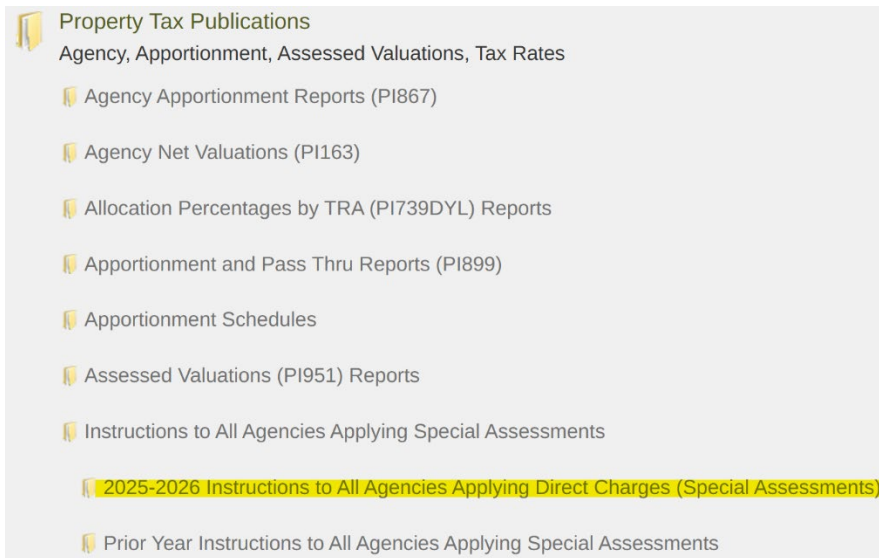 Property Tax Publications
Agency, Apportionment, Assessed Valuations, Tax Rates
Agency Apportionment Reports (PI867)
Agency Net Valuations (PI163)
Allocation Percentages by TRA (PI739DYL) Reports
Apportionment and Pass Thru Reports (PI899)
Apportionment Schedules
Assessed Valuations (PI951) Reports
Instructions to All Agencies Applying Special Assessments
2025-2026 Instructions to All Agencies Applying Direct Charges (Special Assessments)
Prior Year Instructions to All Agencies Applying Special Assessments